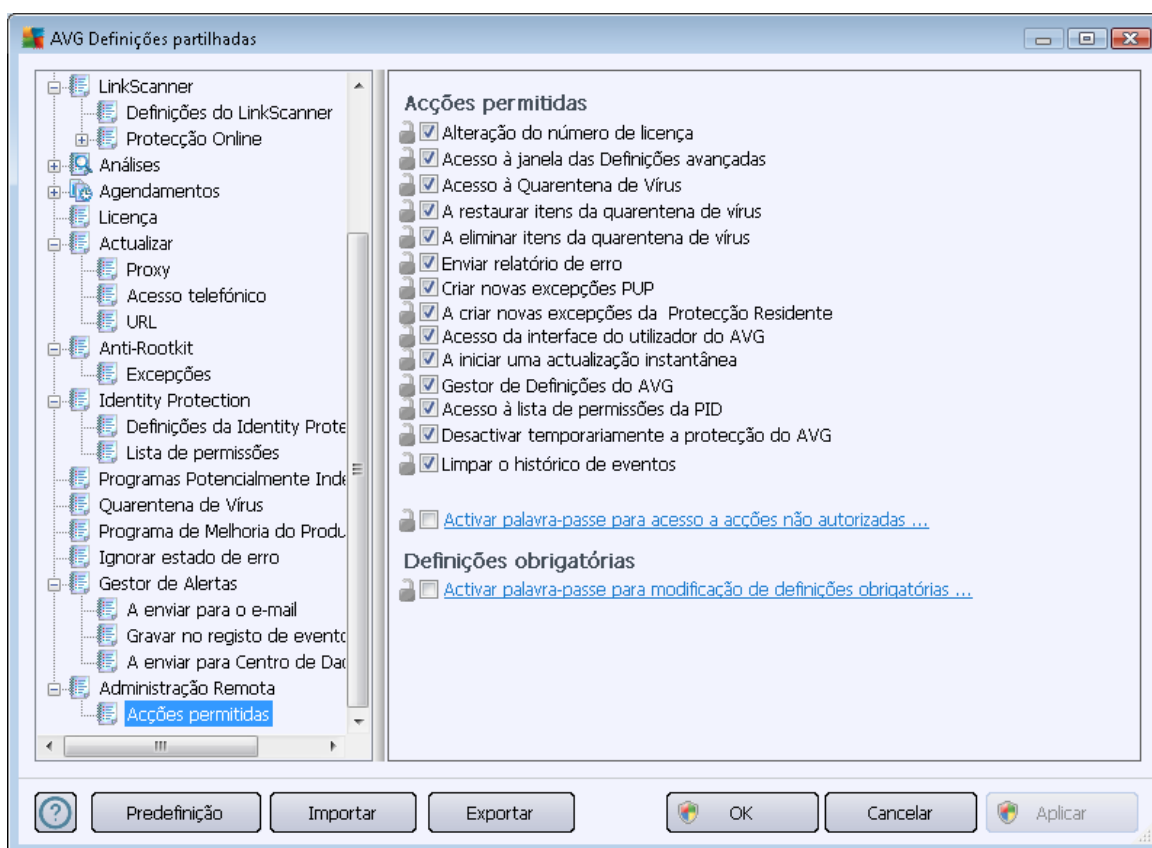 AVG Definições partilhadas
LinkScanner
Definições do LinkScanner
Protecção Online
Análises
Agendamentos
Licença
Actualizar
Proxy
Acesso telefónico
URL
Anti-Rootkit
Excepções
Identity Protection
Definições da Identity Prote
Lista de permissões
Programas Potencialmente Inde
Quarentena de Vírus
Programa de Melhoria do Produ
Ignorar estado de erro
Gestor de Alertas
A enviar para o e-mail
Gravar no registo de evento
A enviar para Centro de Dad
Administração Remota
Acções permitidas
Acções permitidas
Alteração do número de licença
Acesso à janela das Definições avançadas
Acesso à Quarentena de Vírus
A restaurar itens da quarentena de vírus
A eliminar itens da quarentena de vírus
Enviar relatório de erro
Criar novas excepções PUP
A criar novas excepções da Protecção Residente
Acesso da interface do utilizador do AVG
A iniciar uma actualização instantânea
Gestor de Definições do AVG
Acesso à lista de permissões da PID
Desactivar temporariamente a protecção do AVG
Limpar o histórico de eventos
Activar palavra-passe para acesso a acções não autorizadas ...
Definições obrigatórias
Activar palavra-passe para modificação de definições obrigatórias ...
Predefinição
Importar
Exportar
OK
Cancelar
Aplicar